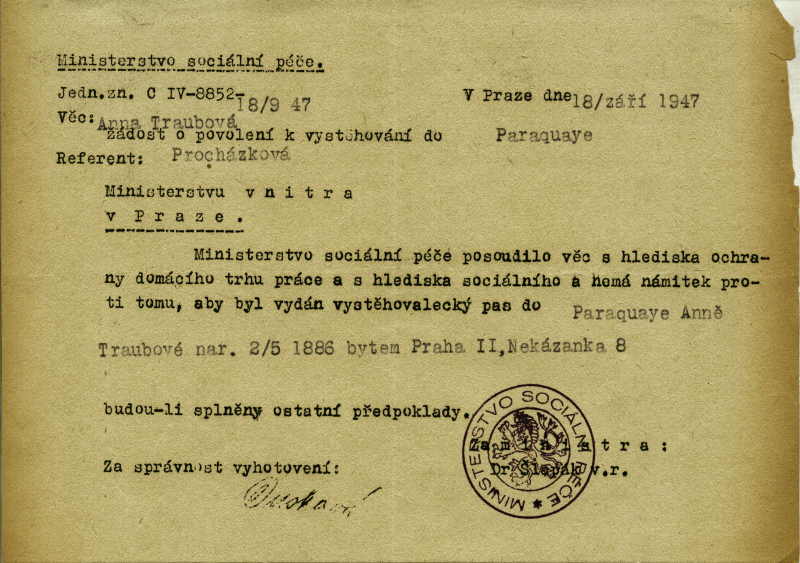 Ministerstvo sociální péče.
Jedn.zn. C IV-8852-18/9 47
V Praze dne 18/září 1947
Věc: Anna Traubová
žádost o povolení k vystěhování do Paraquaye
Referent: Procházková
Ministerstvu vnitra
v Praze.
Ministerstvo sociální péče posoudilo věc s hlediska ochra-
ny domácího trhu práce a s hlediska sociálního a nemá námitek pro-
ti tomu, aby byl vydán vystěhovalecký pas do Paraquaye Anně
Traubové nar. 2/5 1886 bytem Praha II, Nekázanka 8
budou-li splněny ostatní předpoklady.
Za ministra:
Za správnost vyhotovení:
Dr v.r.
MINISTERSTVO SOCIÁLNÍ PÉČE